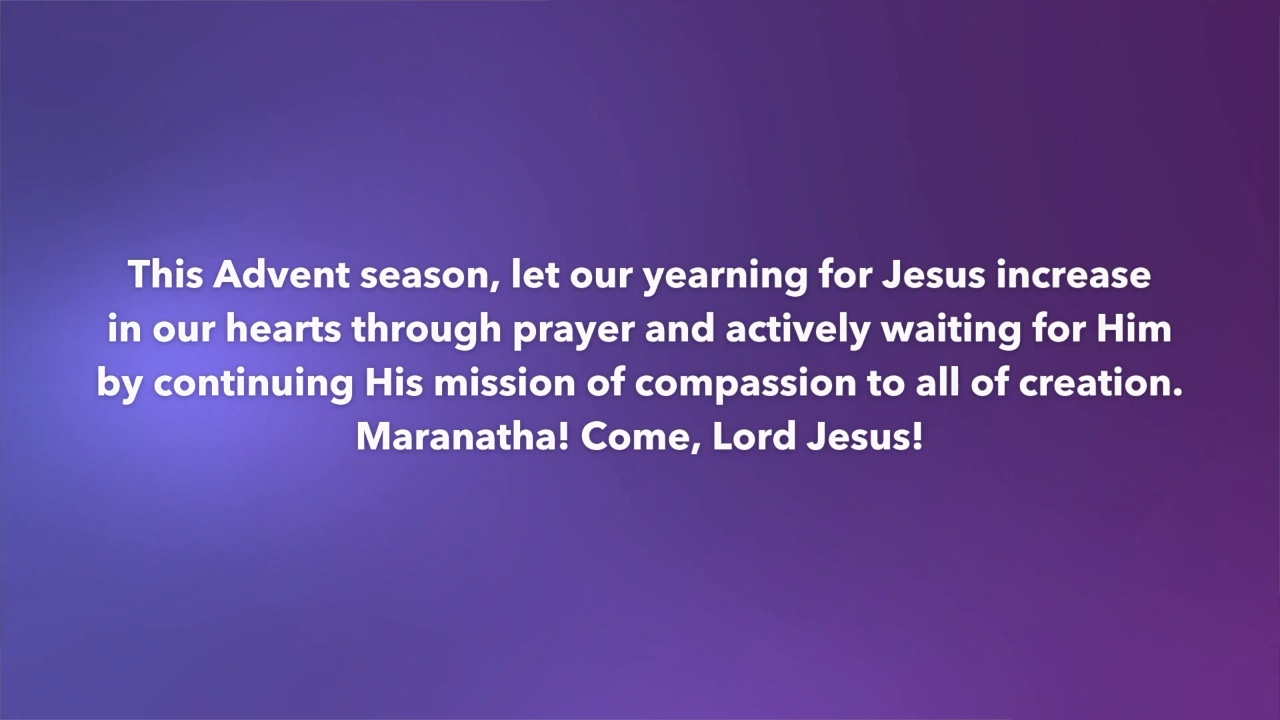 This Advent season, let our yearning for Jesus increase
in our hearts through prayer and actively waiting for Him
by continuing His mission of compassion to all of creation.
Maranatha! Come, Lord Jesus!